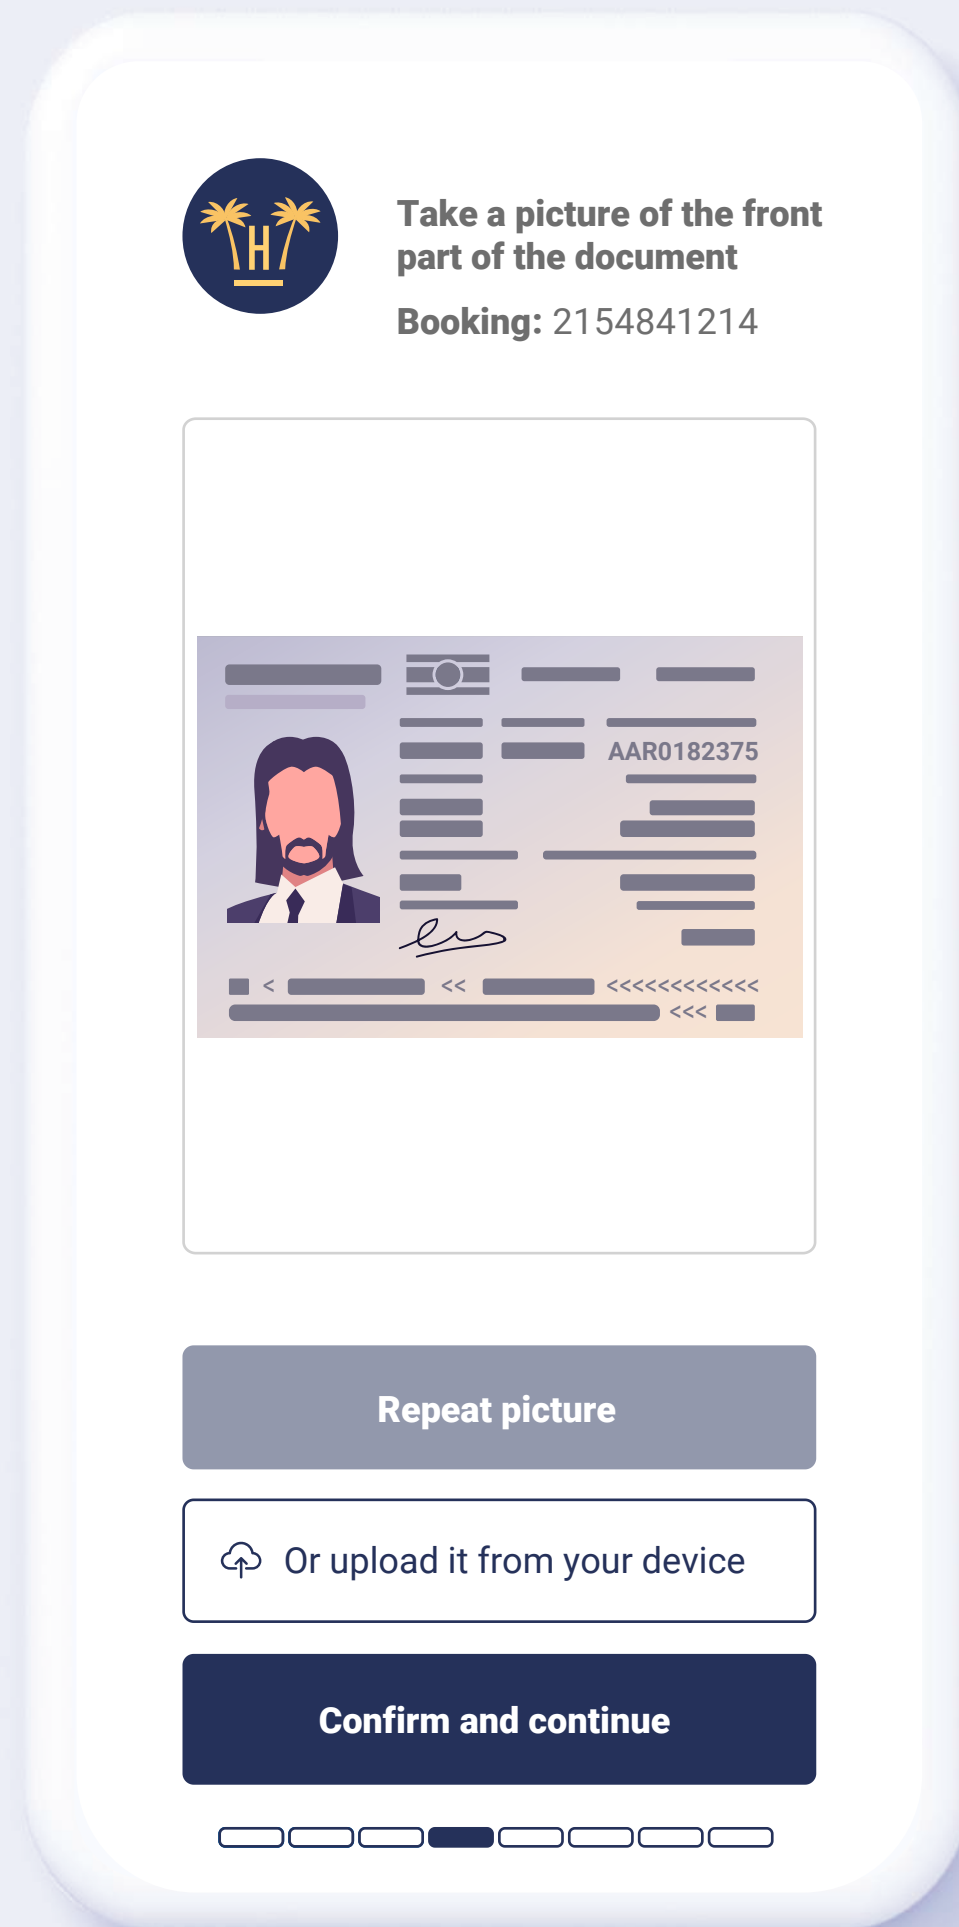 H
Take a picture of the front
part of the document
Booking: 2154841214
AAR0182375
< << <<<<<<<<<<<<
<<<
Repeat picture
Or upload it from your device
Confirm and continue